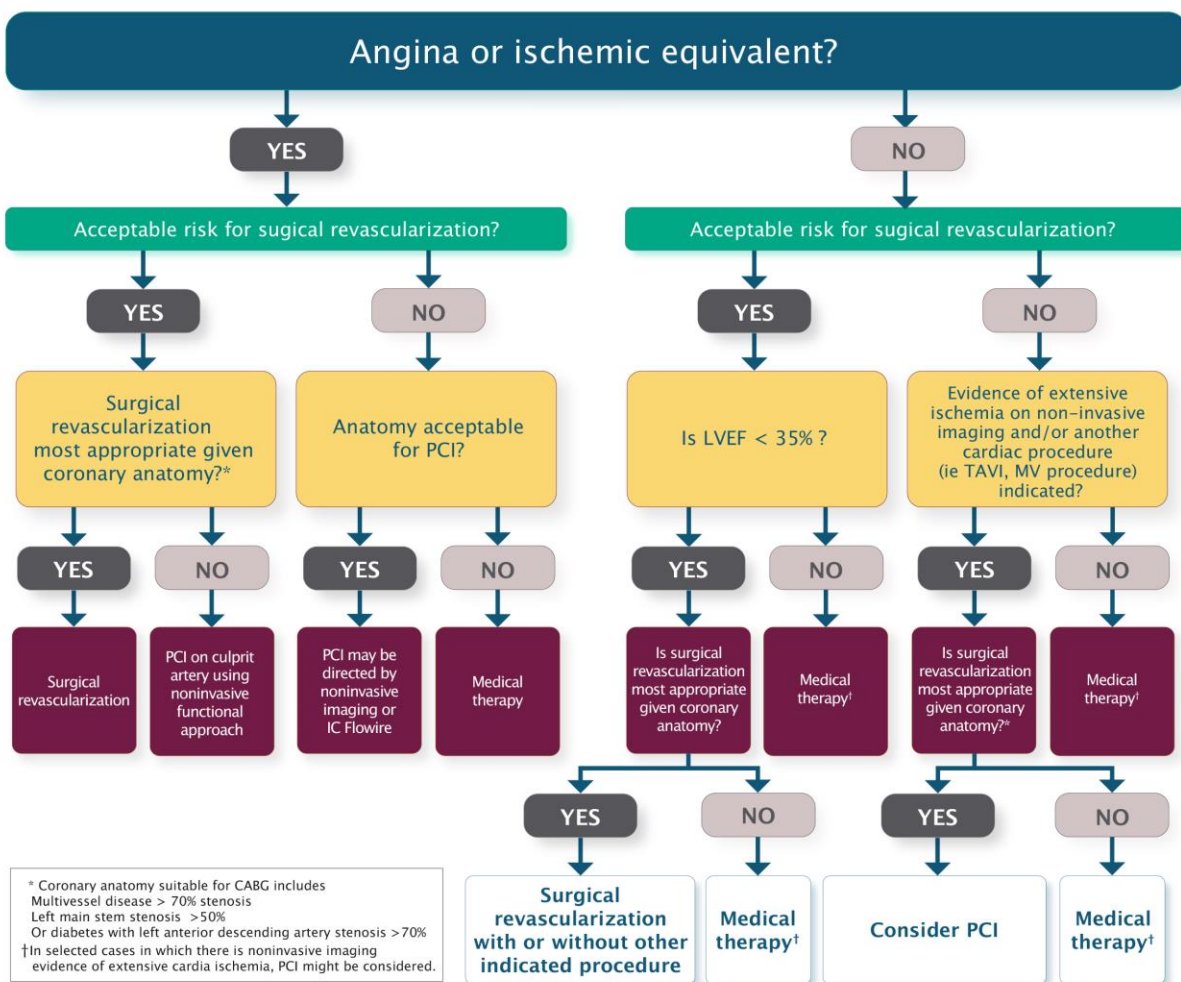 Angina or ischemic equivalent?
YES
NO
Acceptable risk for sugical revascularization?
Acceptable risk for sugical revascularization?
YES
NO
YES
NO
Surgical
revascularization
most appropriate given
coronary anatomy?*
Anatomy acceptable
for PCI?
Is LVEF < 35% ?
Evidence of extensive
ischemia on non-invasive
imaging and/or another
cardiac procedure
(ie TAVI, MV procedure)
indicated?
YES
NO
YES
NO
YES
NO
YES
NO
Surgical
revascularization
PCI on culprit
artery using
noninvasive
functional
approach
PCI may be
directed by
noninvasive
imaging or
IC Flowire
Medical
therapy
Is surgical
revascularization
most appropriate
given coronary
anatomy?
Medical
therapy†
Is surgical
revascularization
most appropriate
given coronary
anatomy?*
Medical
therapy†
YES
NO
YES
NO
Surgical
revascularization
with or without other
indicated procedure
Medical
therapy†
Consider PCI
Medical
therapy†
* Coronary anatomy suitable for CABG includes
Multivessel disease > 70% stenosis
Left main stem stenosis >50%
Or diabetes with left anterior descending artery stenosis >70%
†In selected cases in which there is noninvasive imaging
evidence of extensive cardia ischemia, PCI might be considered.